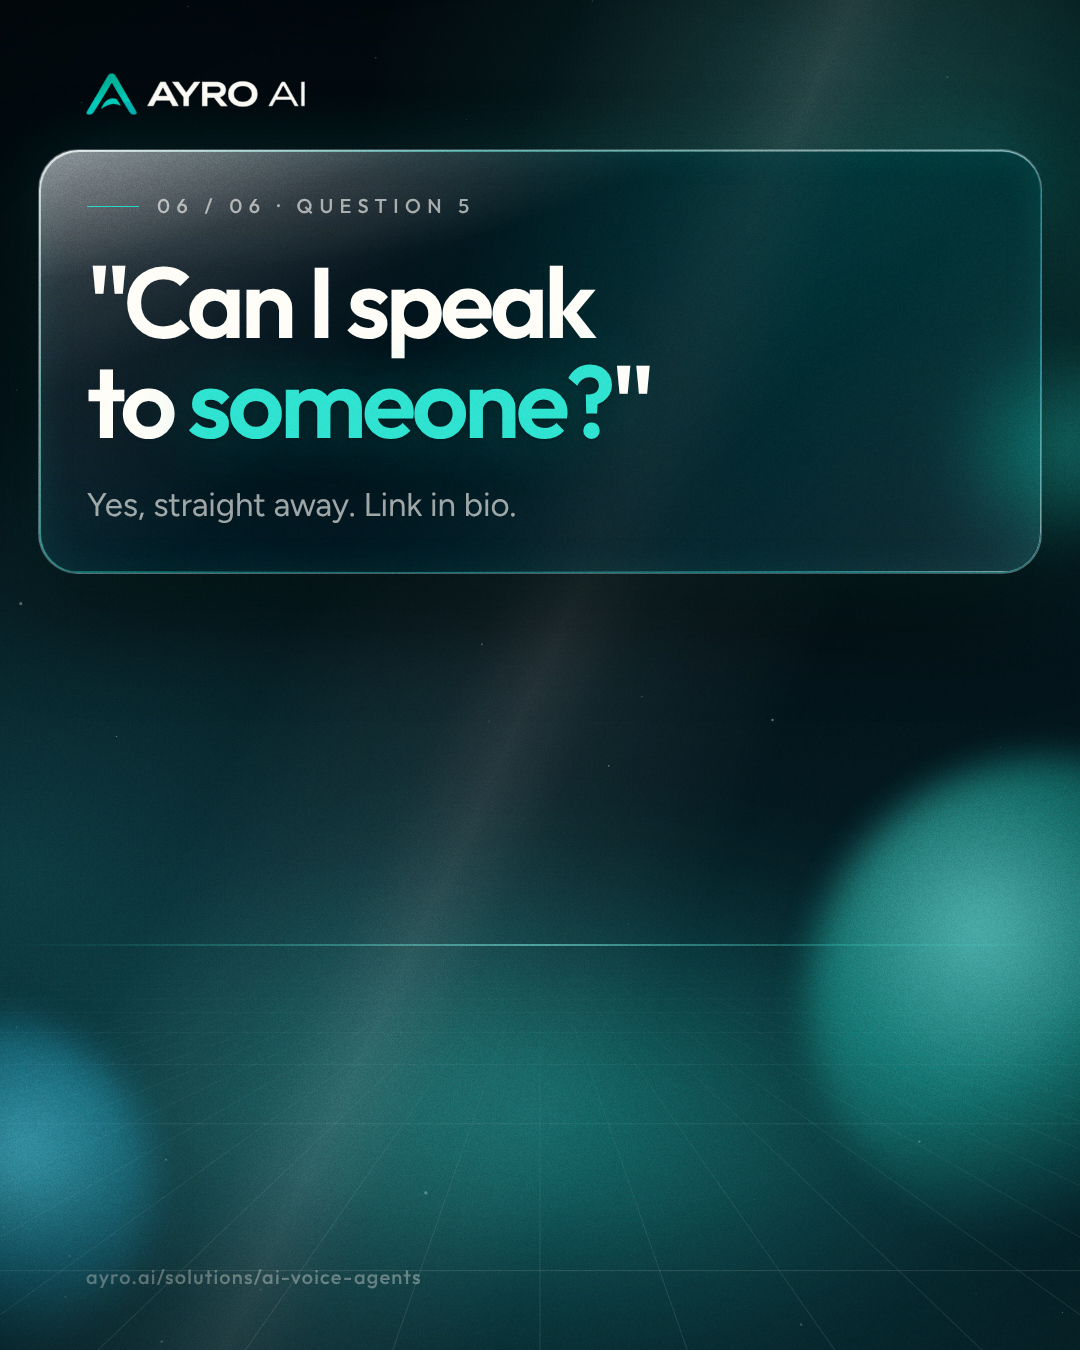 AYRO AI
06 / 06 · QUESTION 5
"Can I speak
to someone?"
Yes, straight away. Link in bio.
ayro.ai/solutions/ai-voice-agents